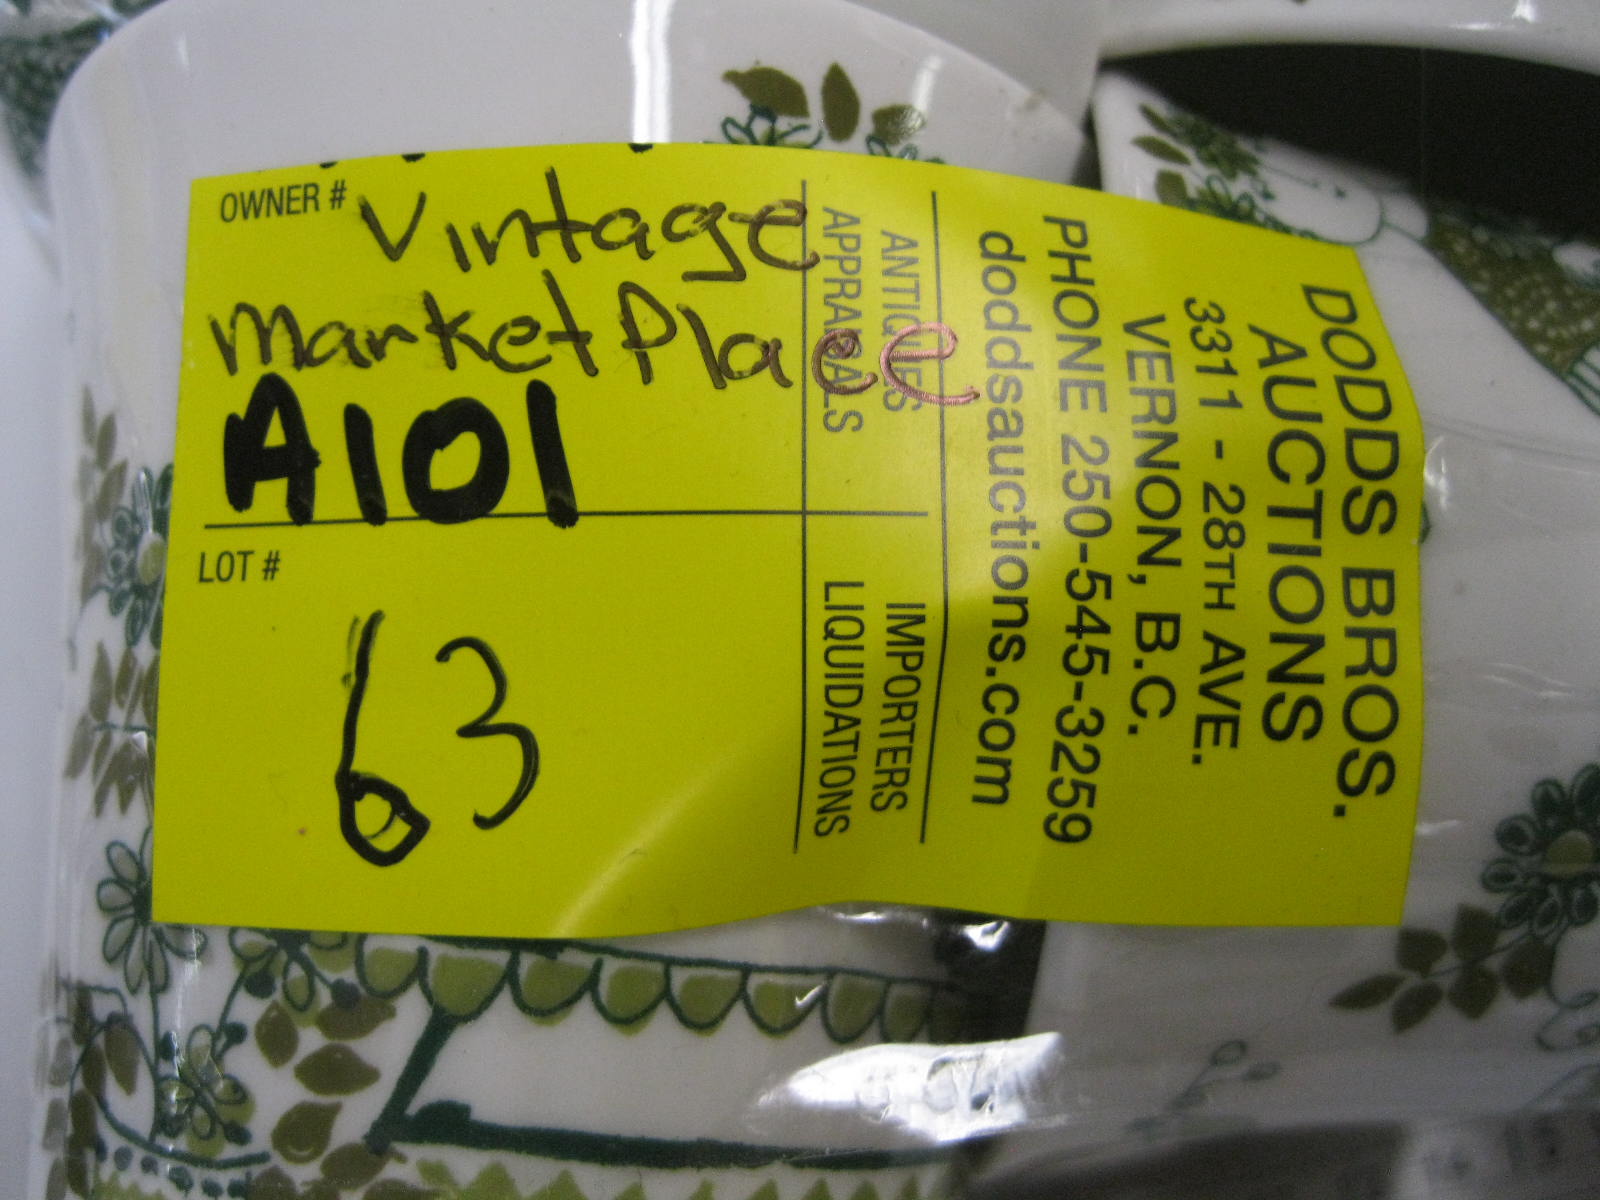 OWNER # Vintage
MarketPlace
A101
LOT #
63
DODDS BROS.
AUCTIONS
3311 - 28TH AVE.
VERNON, B.C.
PHONE 250-545-3259
doddsauctions.com
ANTIQUES
APPRAISALS
IMPORTERS
LIQUIDATIONS